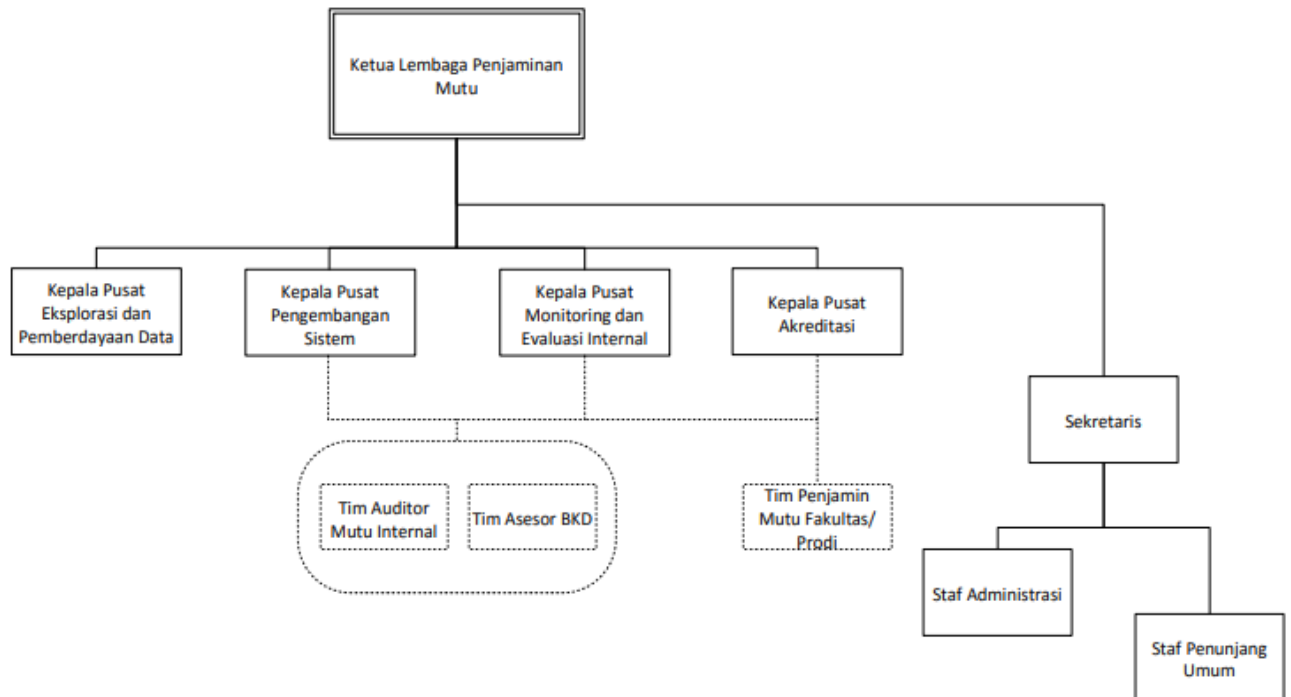 Ketua Lembaga Penjaminan
Mutu
Kepala Pusat
Eksplorasi dan
Pemberdayaan Data
Kepala Pusat
Pengembangan
Sistem
Kepala Pusat
Monitoring dan
Evaluasi Internal
Kepala Pusat
Akreditasi
Sekretaris
Tim Auditor
Mutu Internal
Tim Asesor BKD
Tim Penjamin
Mutu Fakultas/
Prodi
Staf Administrasi
Staf Penunjang
Umum